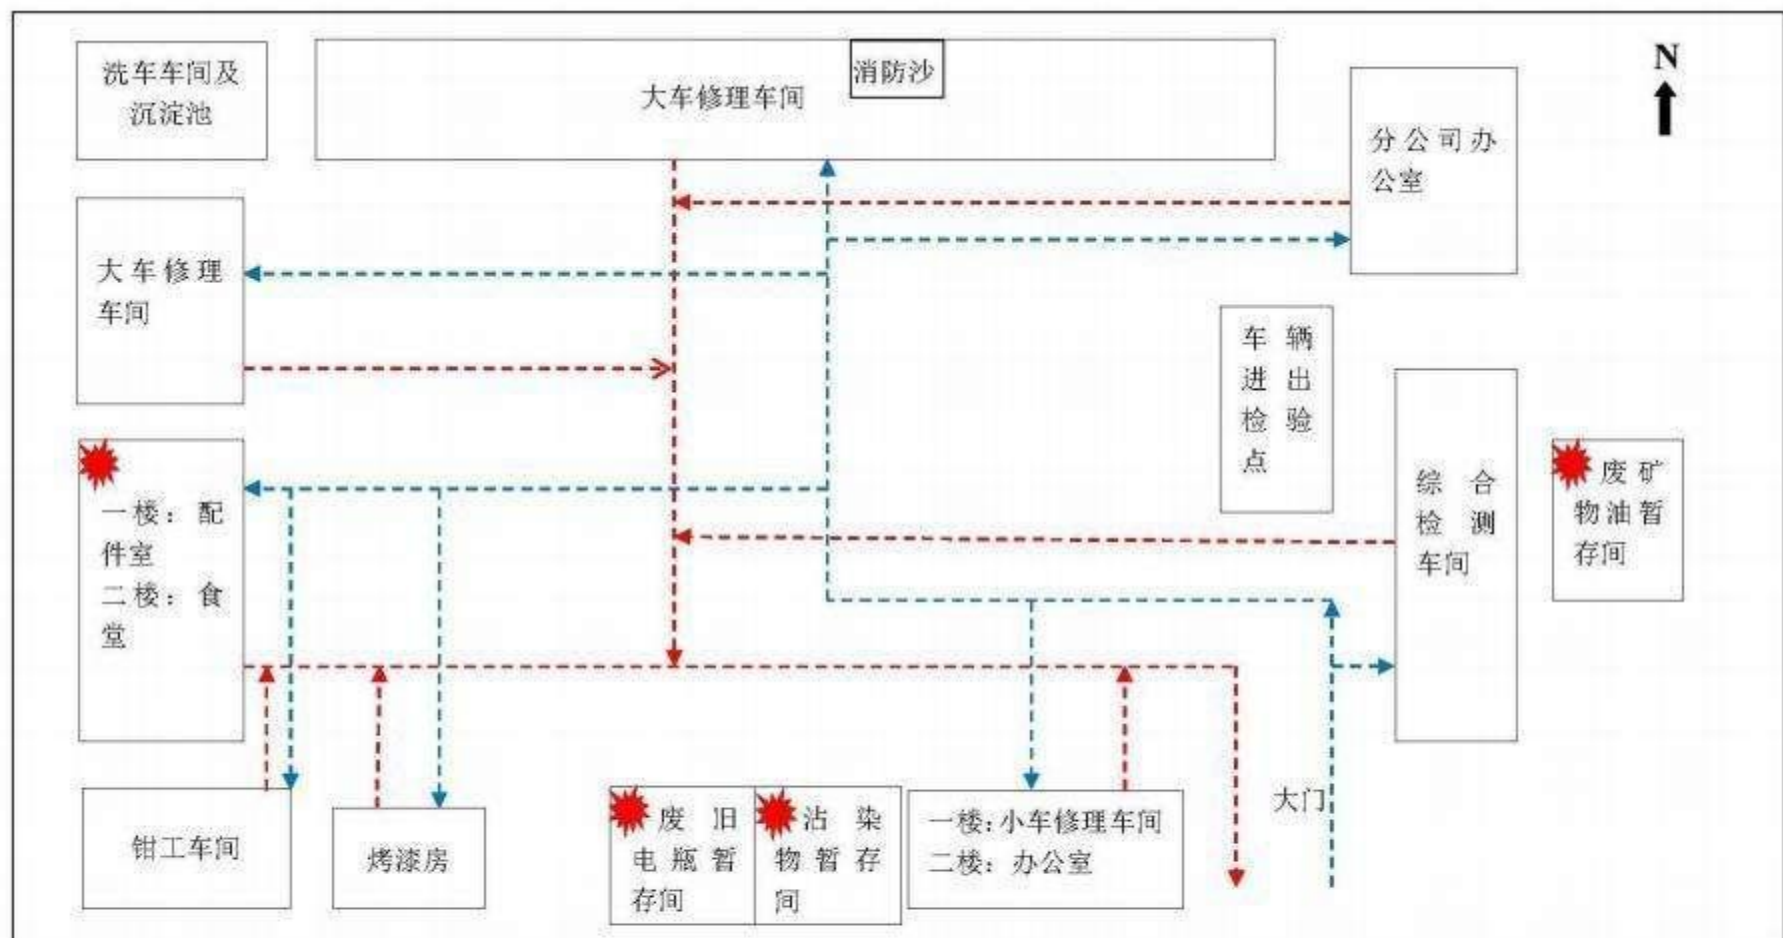 洗车车间及
沉淀池
大车修理车间
消防沙
N
分公司办
公室
大车修理
车间
车辆
进出
检验
点
一楼：配
件室
二楼：食
堂
综合
检测
车间
废矿
物油暂
存间
钳工车间
烤漆房
废旧
电瓶暂
存间
沾染
物暂存
间
一楼：小车修理车间
二楼：办公室
大门